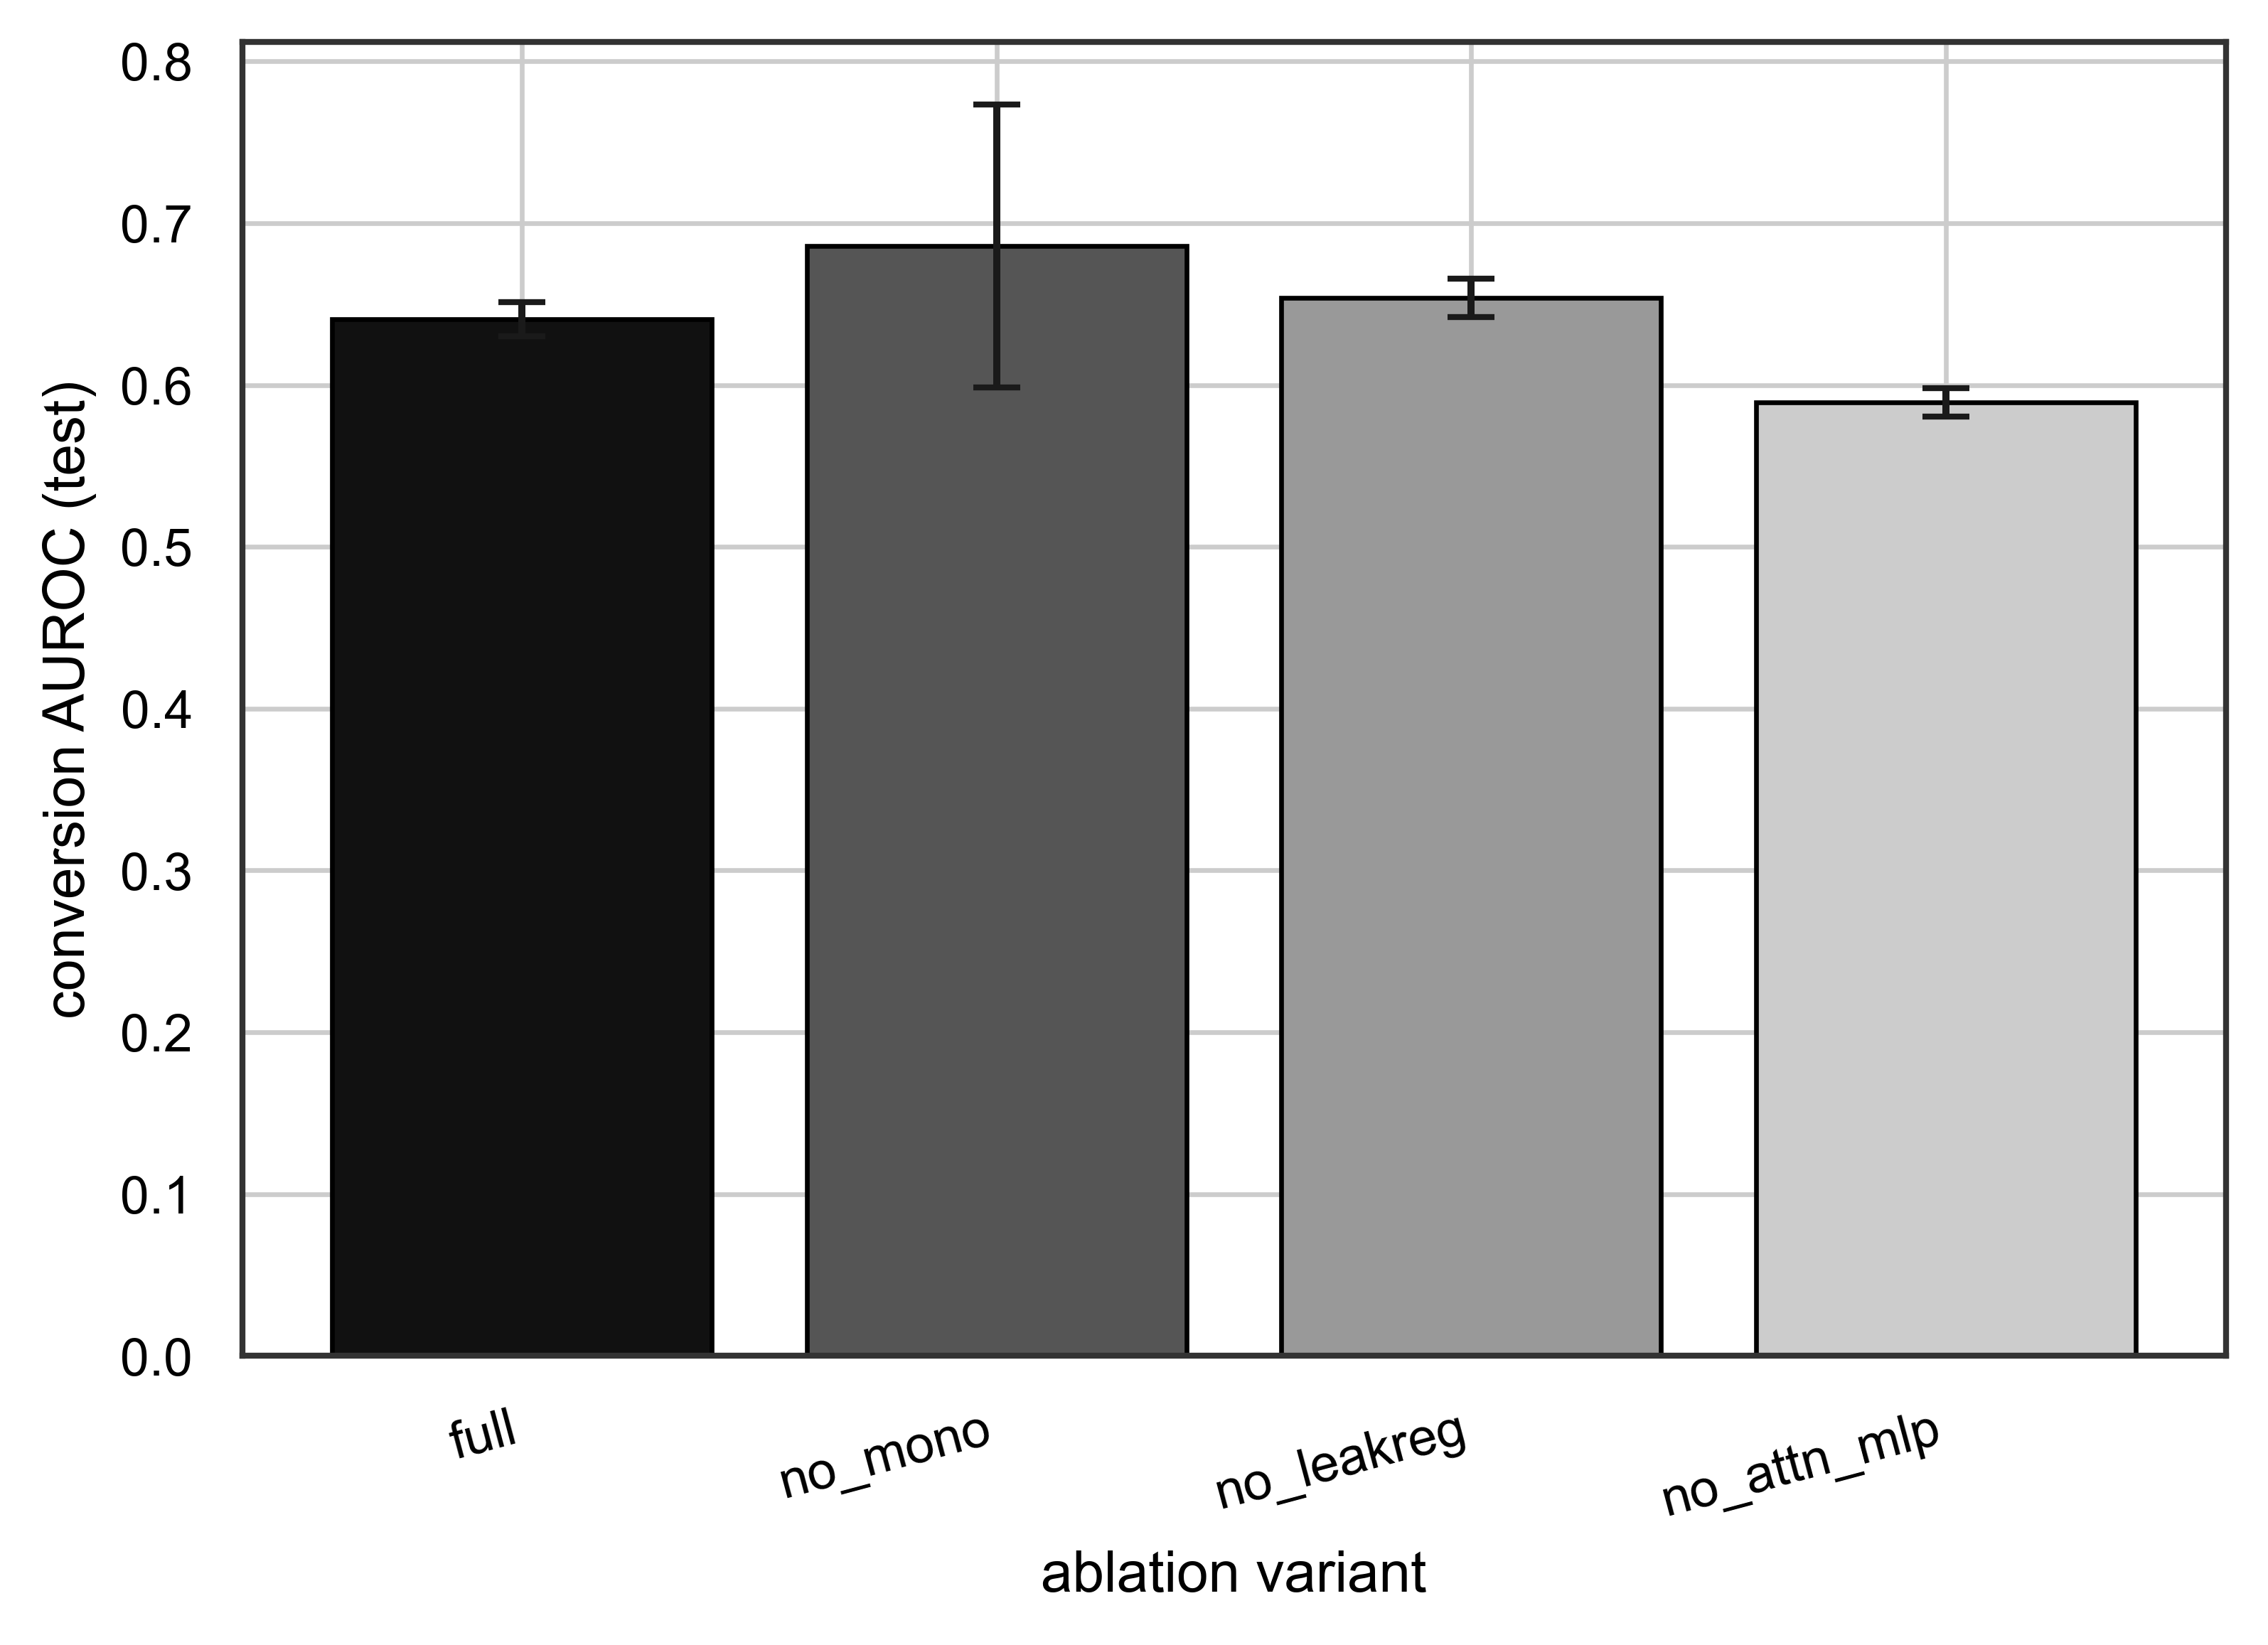 conversion AUROC (test)
0.8
0.7
0.6
0.5
0.4
0.3
0.2
0.1
0.0
full
no_mono
no_leakreg
no_attn_mlp
ablation variant